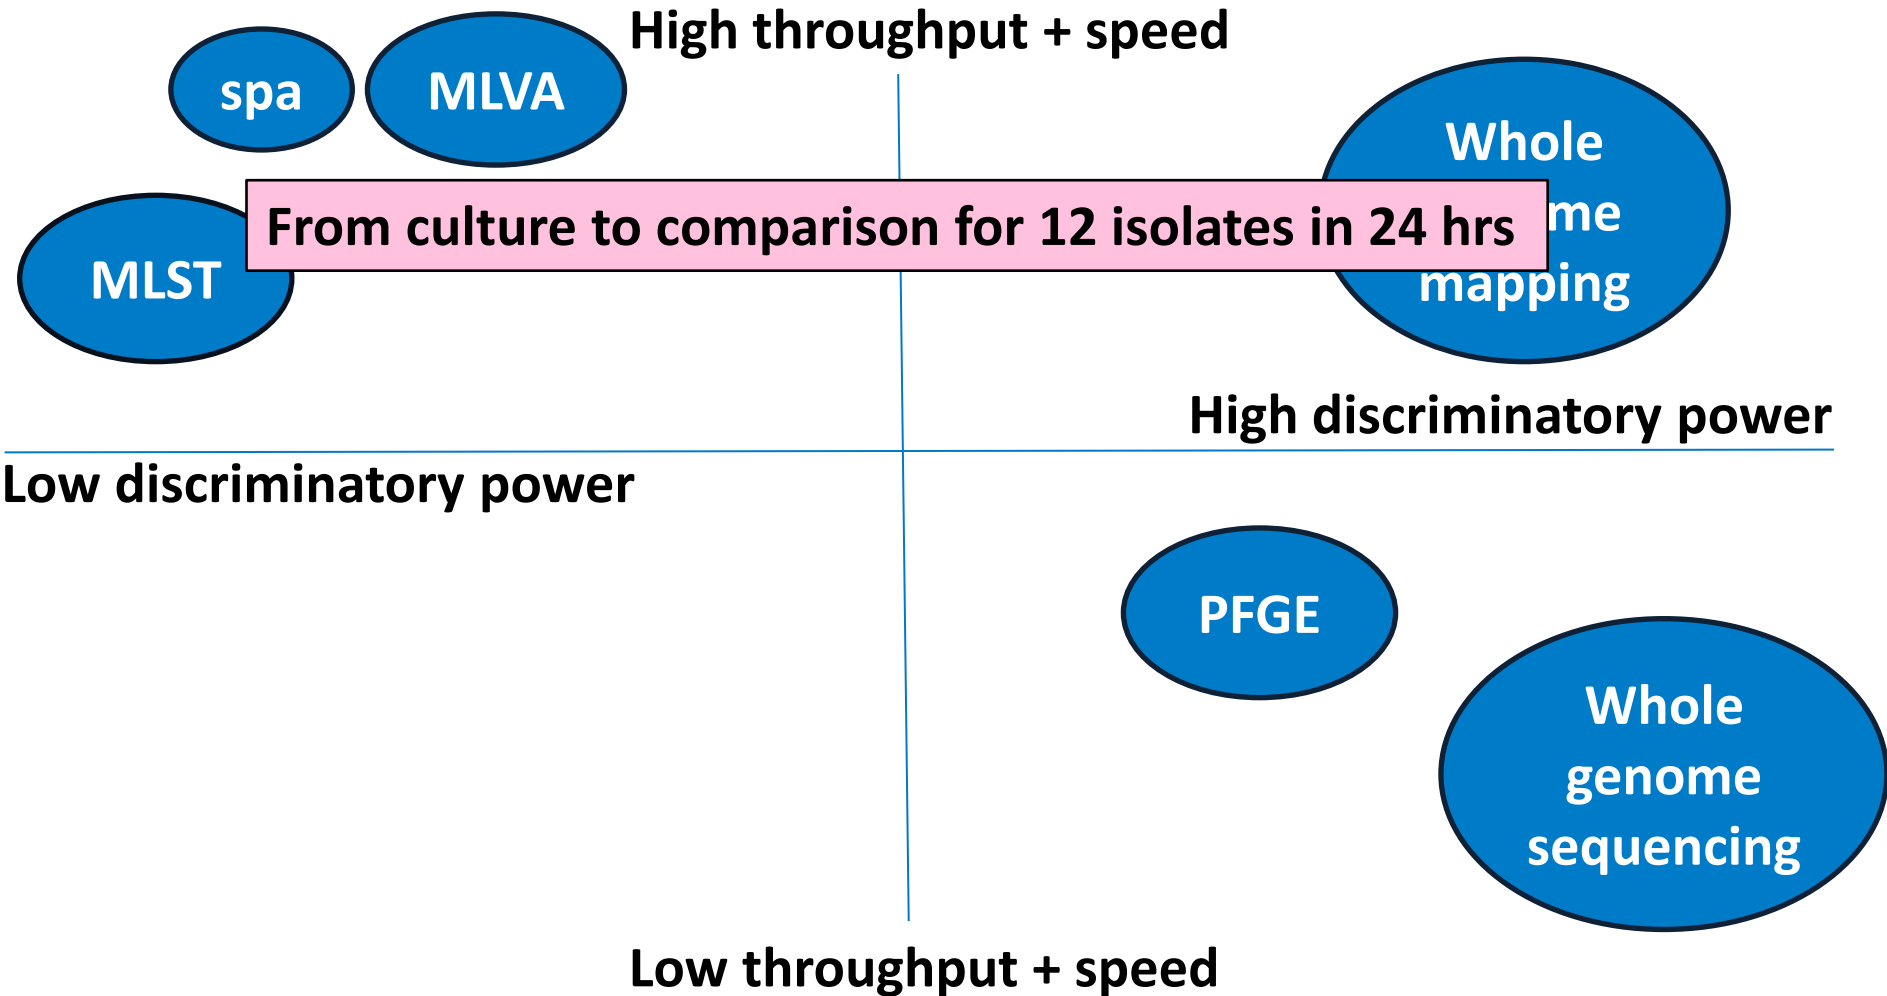 High throughput + speed
spa
MLVA
Whole
me
mapping
From culture to comparison for 12 isolates in 24 hrs
MLST
High discriminatory power
Low discriminatory power
PFGE
Whole
genome
sequencing
Low throughput + speed